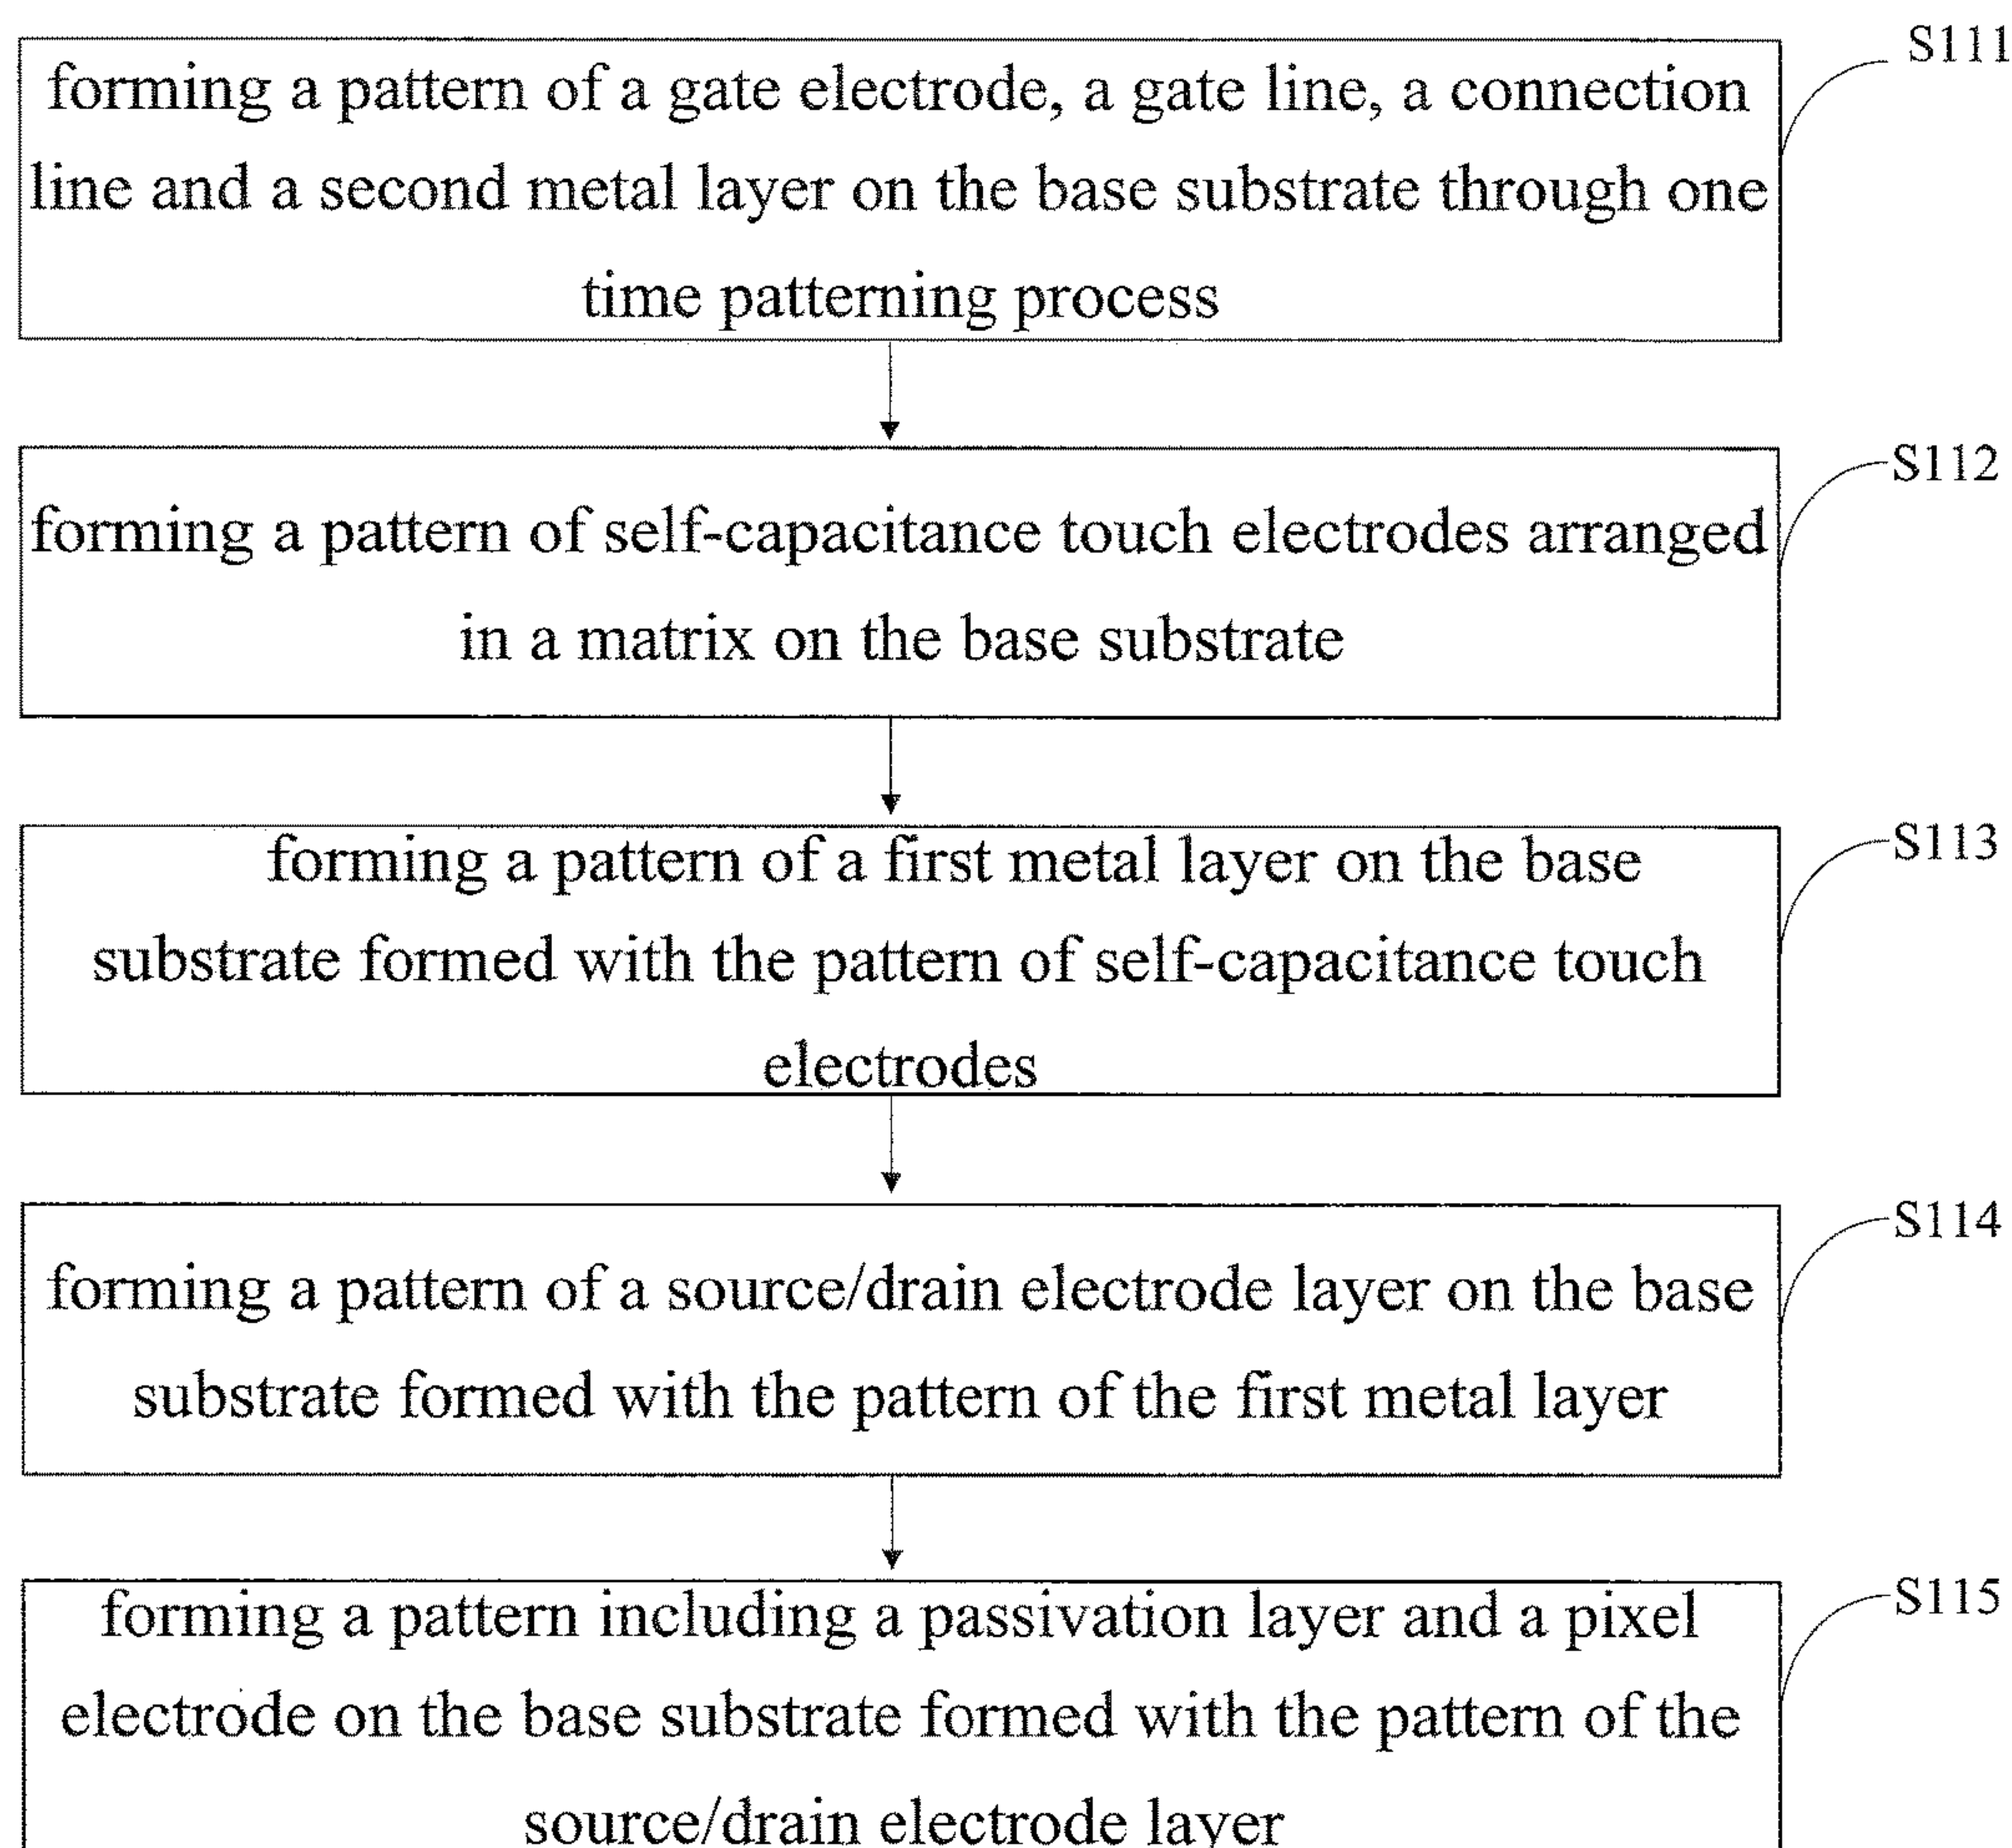 S111
forming a pattern of a gate electrode, a gate line, a connection
line and a second metal layer on the base substrate through one
time patterning process
S112
forming a pattern of self-capacitance touch electrodes arranged
in a matrix on the base substrate
S113
forming a pattern of a first metal layer on the base
substrate formed with the pattern of self-capacitance touch
electrodes
S114
forming a pattern of a source/drain electrode layer on the base
substrate formed with the pattern of the first metal layer
S115
forming a pattern including a passivation layer and a pixel
electrode on the base substrate formed with the pattern of the
source/drain electrode layer